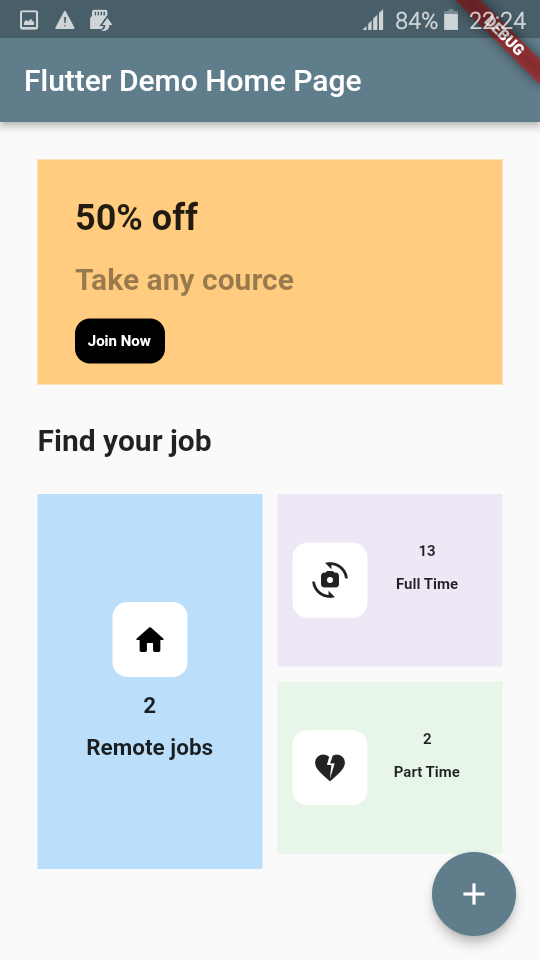 84% 22:24
DEBUG
Flutter Demo Home Page
50% off
Take any cource
Join Now
Find your job
2
Remote jobs
13
Full Time
2
Part Time